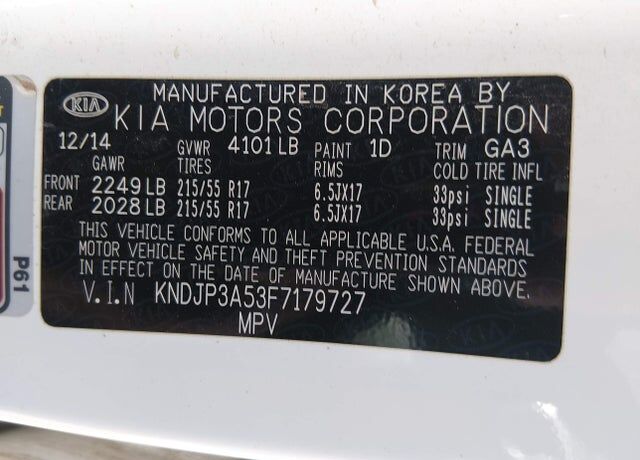 MANUFACTURED IN KOREA BY
KIA KIA MOTORS CORPORATION
12/14 GVWR 4101 LB PAINT 1D TRIM GA3
GAWR TIRES RIMS COLD TIRE INFL
FRONT 2249 LB 215/55 R17 6.5JX17 33psi SINGLE
REAR 2028 LB 215/55 R17 6.5JX17 33psi SINGLE
THIS VEHICLE CONFORMS TO ALL APPLICABLE U.S.A. FEDERAL
MOTOR VEHICLE SAFETY AND THEFT PREVENTION STANDARDS
IN EFFECT ON THE DATE OF MANUFACTURE SHOWN ABOVE.
V.I.N KNDJP3A53F7179727
MPV
P61